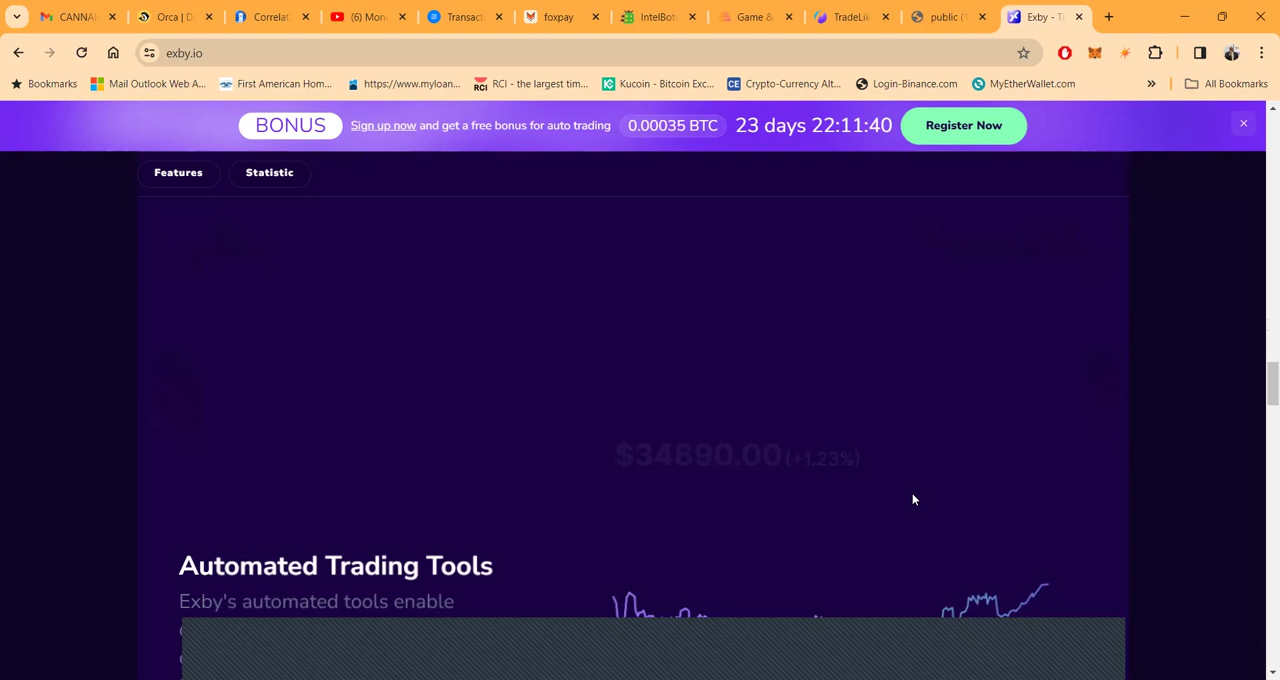 CANNA
Orca | D
Correlat
(6) Mon
Transact
foxpay
IntelBot
Game &
TradeLik
public (
Exby - T
exby.io
Bookmarks
Mail Outlook Web A...
First American Hom...
https://www.myloan...
RCI - the largest tim...
Kucoin - Bitcoin Exc...
Crypto-Currency Alt...
Login-Binance.com
MyEtherWallet.com
All Bookmarks
BONUS
Sign up now and get a free bonus for auto trading
0.00035 BTC
23 days 22:11:40
Register Now
Features
Statistic
$34890.00 (+1.23%)
Automated Trading Tools
Exby's automated tools enable